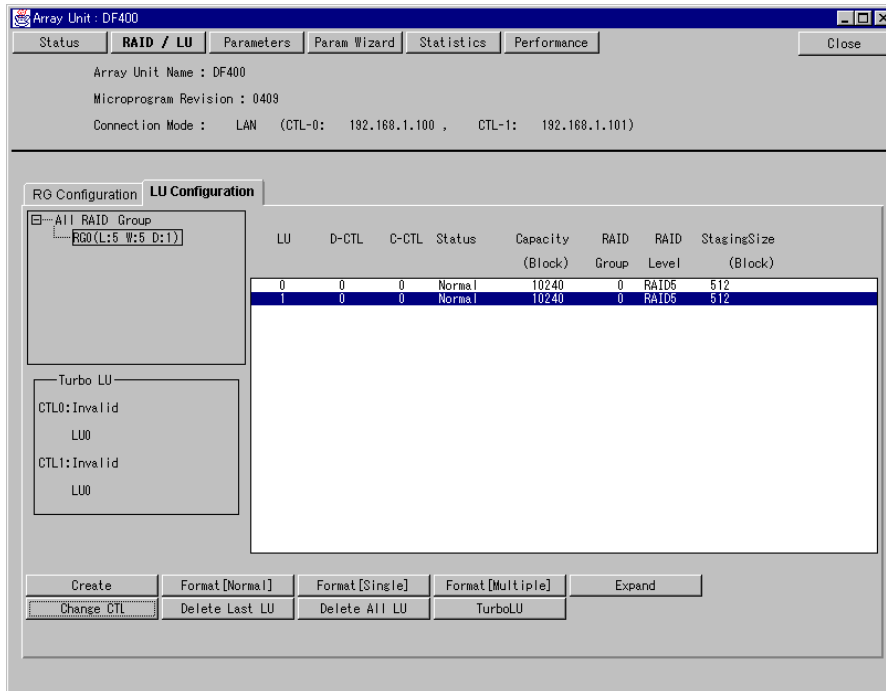 Array Unit : DF400
Status RAID / LU Parameters Param Wizard Statistics Performance Close
Array Unit Name : DF400
Microprogram Revision : 0409
Connection Mode : LAN (CTL-0: 192.168.1.100 , CTL-1: 192.168.1.101)
RG Configuration LU Configuration
All RAID Group
RG0(L:5 W:5 D:1)
LU D-CTL C-CTL Status Capacity RAID RAID StagingSize
(Block) Group Level (Block)
0 0 0 Normal 10240 0 RAID5 512
1 0 0 Normal 10240 0 RAID5 512
Turbo LU
CTL0:Invalid
LU0
CTL1:Invalid
LU0
Create Format[Normal] Format[Single] Format[Multiple] Expand
Change CTL Delete Last LU Delete All LU TurboLU